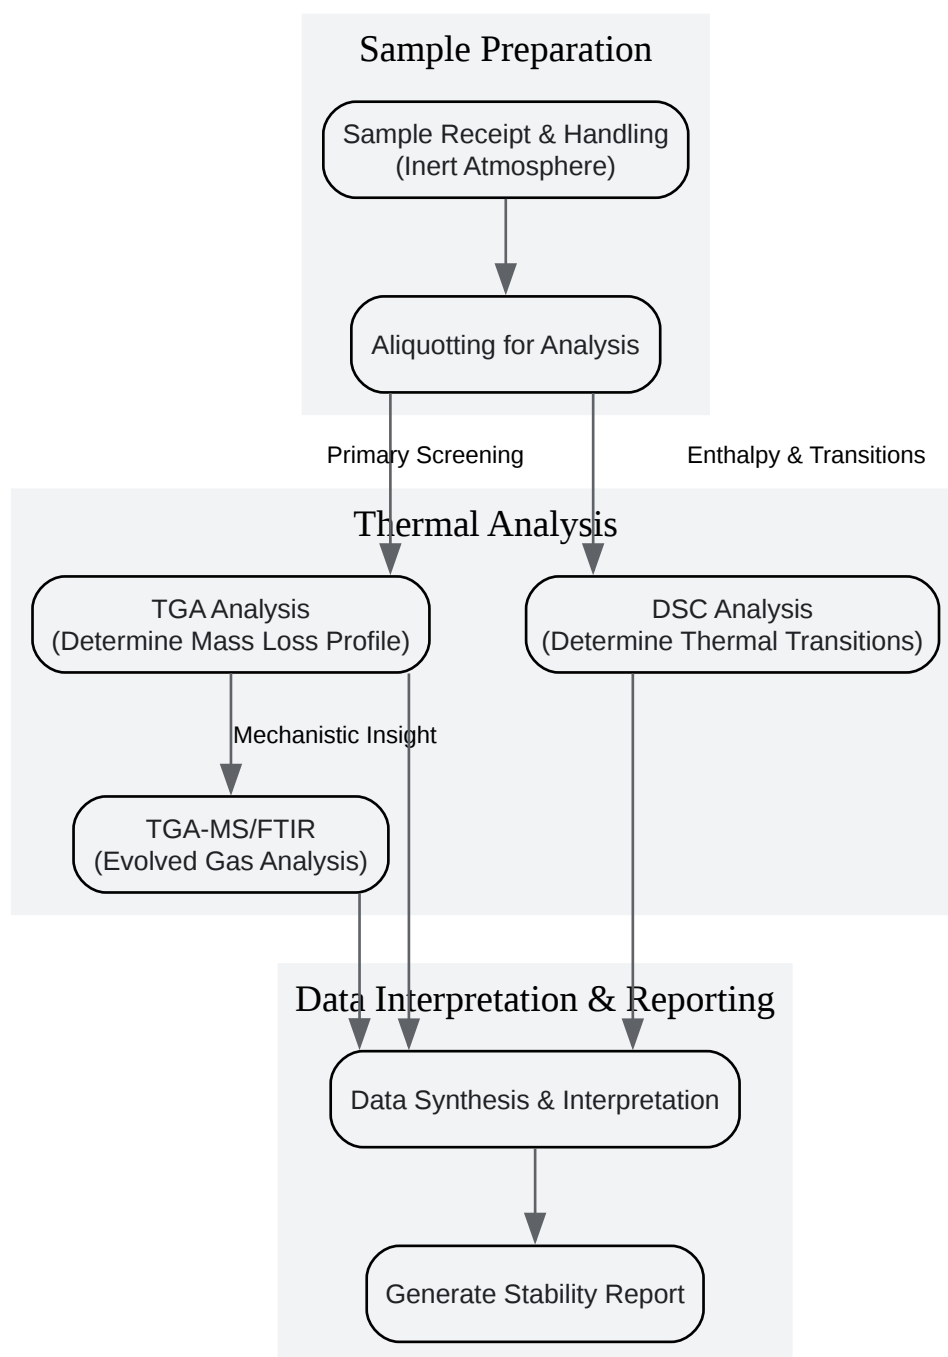 Sample Preparation
Sample Receipt & Handling
(Inert Atmosphere)
Aliquotting for Analysis
Primary Screening
Enthalpy & Transitions
Thermal Analysis
TGA Analysis
(Determine Mass Loss Profile)
DSC Analysis
(Determine Thermal Transitions)
Mechanistic Insight
TGA-MS/FTIR
(Evolved Gas Analysis)
Data Interpretation & Reporting
Data Synthesis & Interpretation
Generate Stability Report